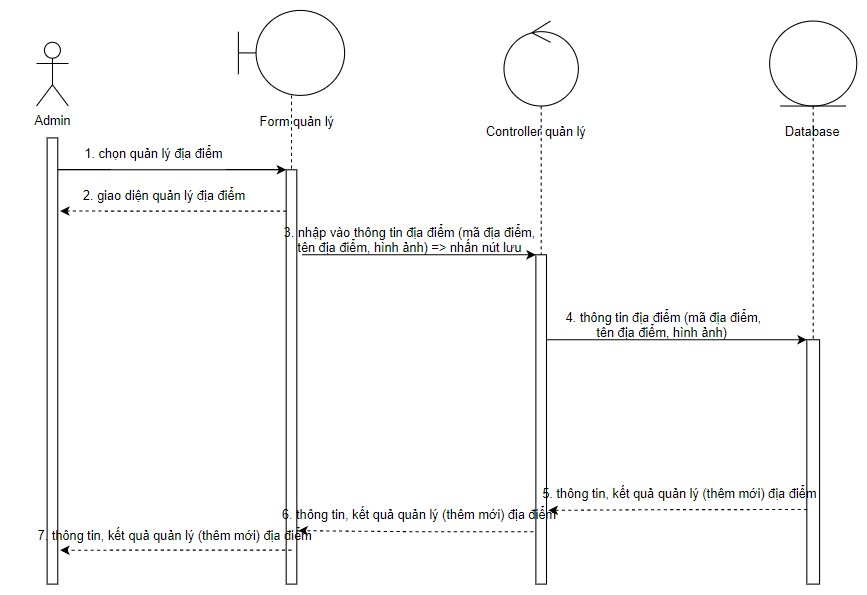 Admin
Form quản lý
Controller quản lý
Database
1. chọn quản lý địa điểm
2. giao diện quản lý địa điểm
3. nhập vào thông tin địa điểm (mã địa điểm,
tên địa điểm, hình ảnh) => nhấn nút lưu
4. thông tin địa điểm (mã địa điểm,
tên địa điểm, hình ảnh)
5. thông tin, kết quả quản lý (thêm mới) địa điểm
6. thông tin, kết quả quản lý (thêm mới) địa điểm
7. thông tin, kết quả quản lý (thêm mới) địa điểm